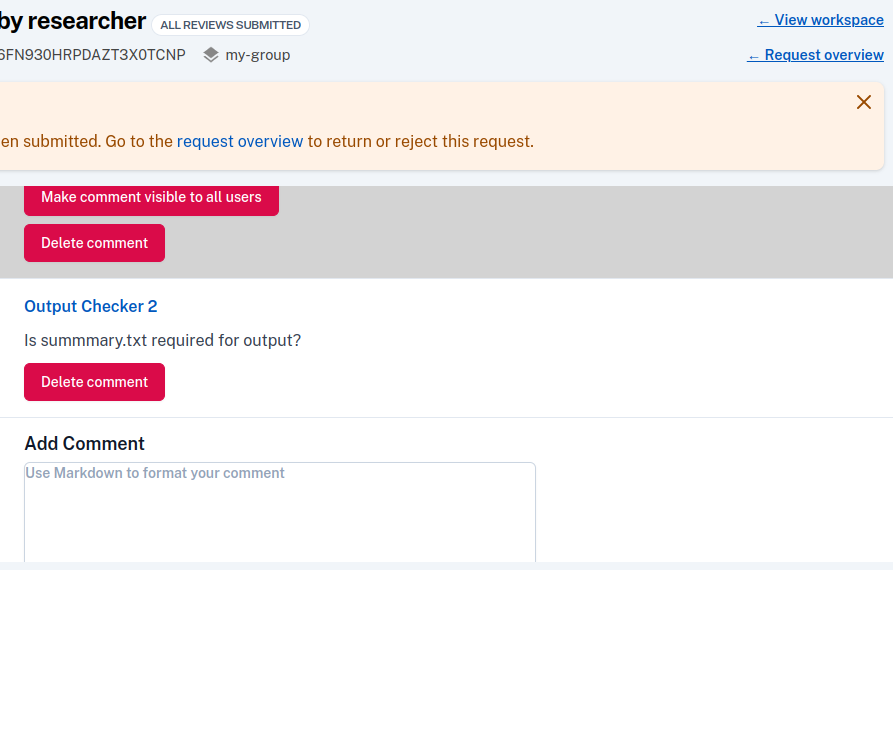 by researcher ALL REVIEWS SUBMITTED ← View workspace
6FN930HRPDAZT3X0TCNP my-group ← Request overview
en submitted. Go to the request overview to return or reject this request.
Make comment visible to all users
Delete comment
Output Checker 2
Is summmary.txt required for output?
Delete comment
Add Comment
Use Markdown to format your comment